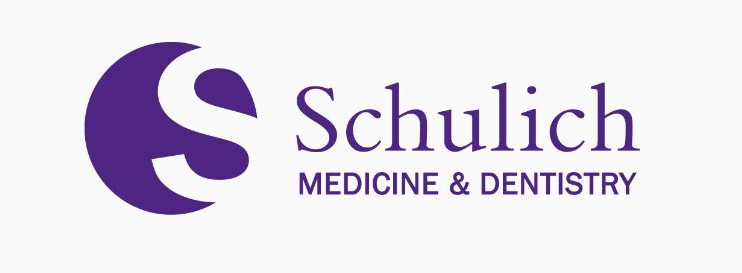 S
Schulich
MEDICINE & DENTISTRY